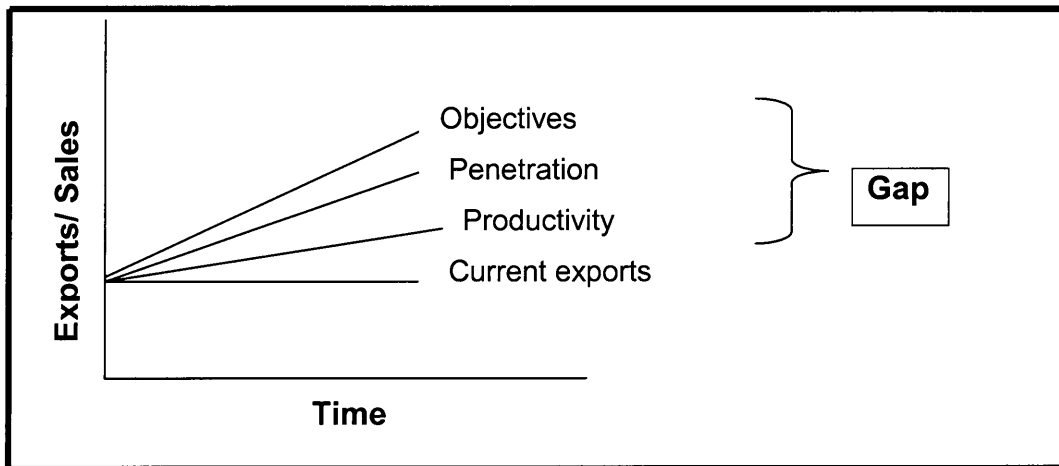 Exports/ Sales
Objectives
Penetration
Gap
Productivity
Current exports
Time